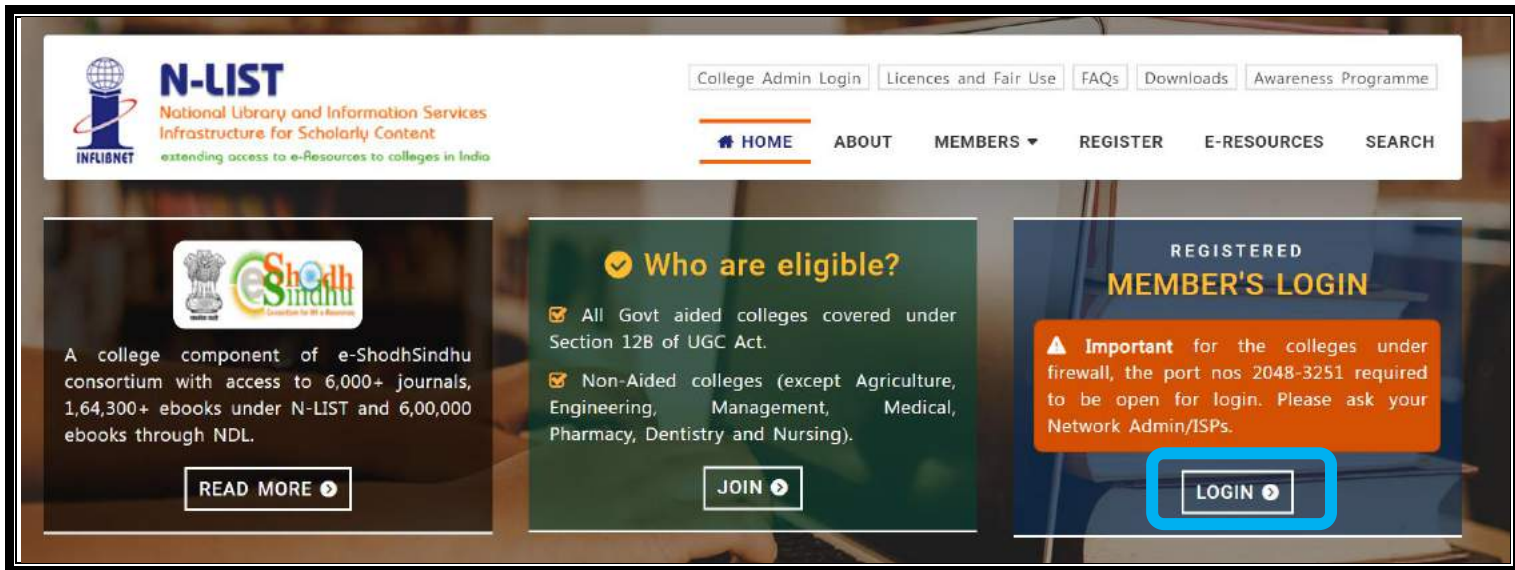 N-LIST
National Library and Information Services
Infrastructure for Scholarly Content
extending access to e-Resources to colleges in India
INFLIBNET
College Admin Login
Licences and Fair Use
FAQs
Downloads
Awareness Programme
HOME
ABOUT
MEMBERS
REGISTER
E-RESOURCES
SEARCH
eShodh
Sindhu
A college component of e-ShodhSindhu
consortium with access to 6,000+ journals,
1,64,300+ ebooks under N-LIST and 6,00,000
ebooks through NDL.
READ MORE
Who are eligible?
All Govt aided colleges covered under
Section 12B of UGC Act.
Non-Aided colleges (except Agriculture,
Engineering, Management, Medical,
Pharmacy, Dentistry and Nursing).
JOIN
REGISTERED
MEMBER'S LOGIN
Important for the colleges under
firewall, the port nos 2048-3251 required
to be open for login. Please ask your
Network Admin/ISPs.
LOGIN